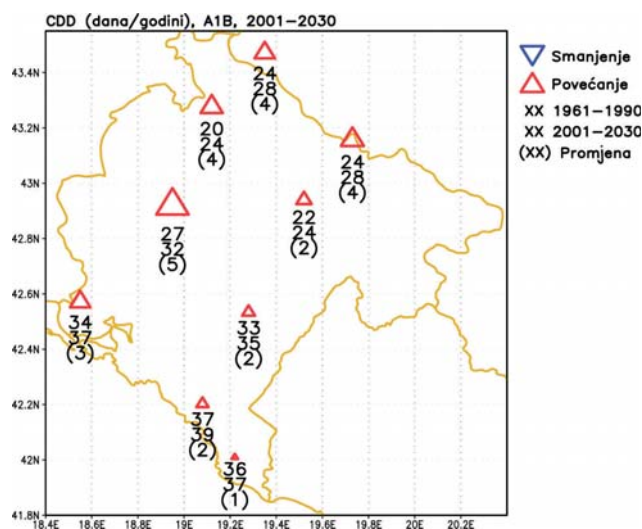 CDD (dana/godini), A1B, 2001-2030
Smanjenje
Povećanje
XX 1961-1990
XX 2001-2030
(XX) Promjena
43.4N
43.2N
43N
42.8N
42.6N
42.4N
42.2N
42N
41.8N
24
28
(4)
20
24
(4)
24
28
(4)
22
24
(2)
27
32
(5)
34
37
(3)
33
35
(2)
37
39
(2)
36
37
(1)
18.4E 18.6E 18.8E 19E 19.2E 19.4E 19.6E 19.8E 20E 20.2E